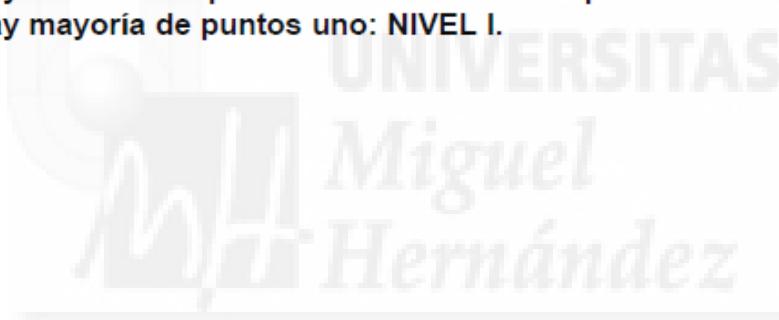 y mayoría de puntos uno: NIVEL I.
UNIVERSITAS
Miguel
Hernández